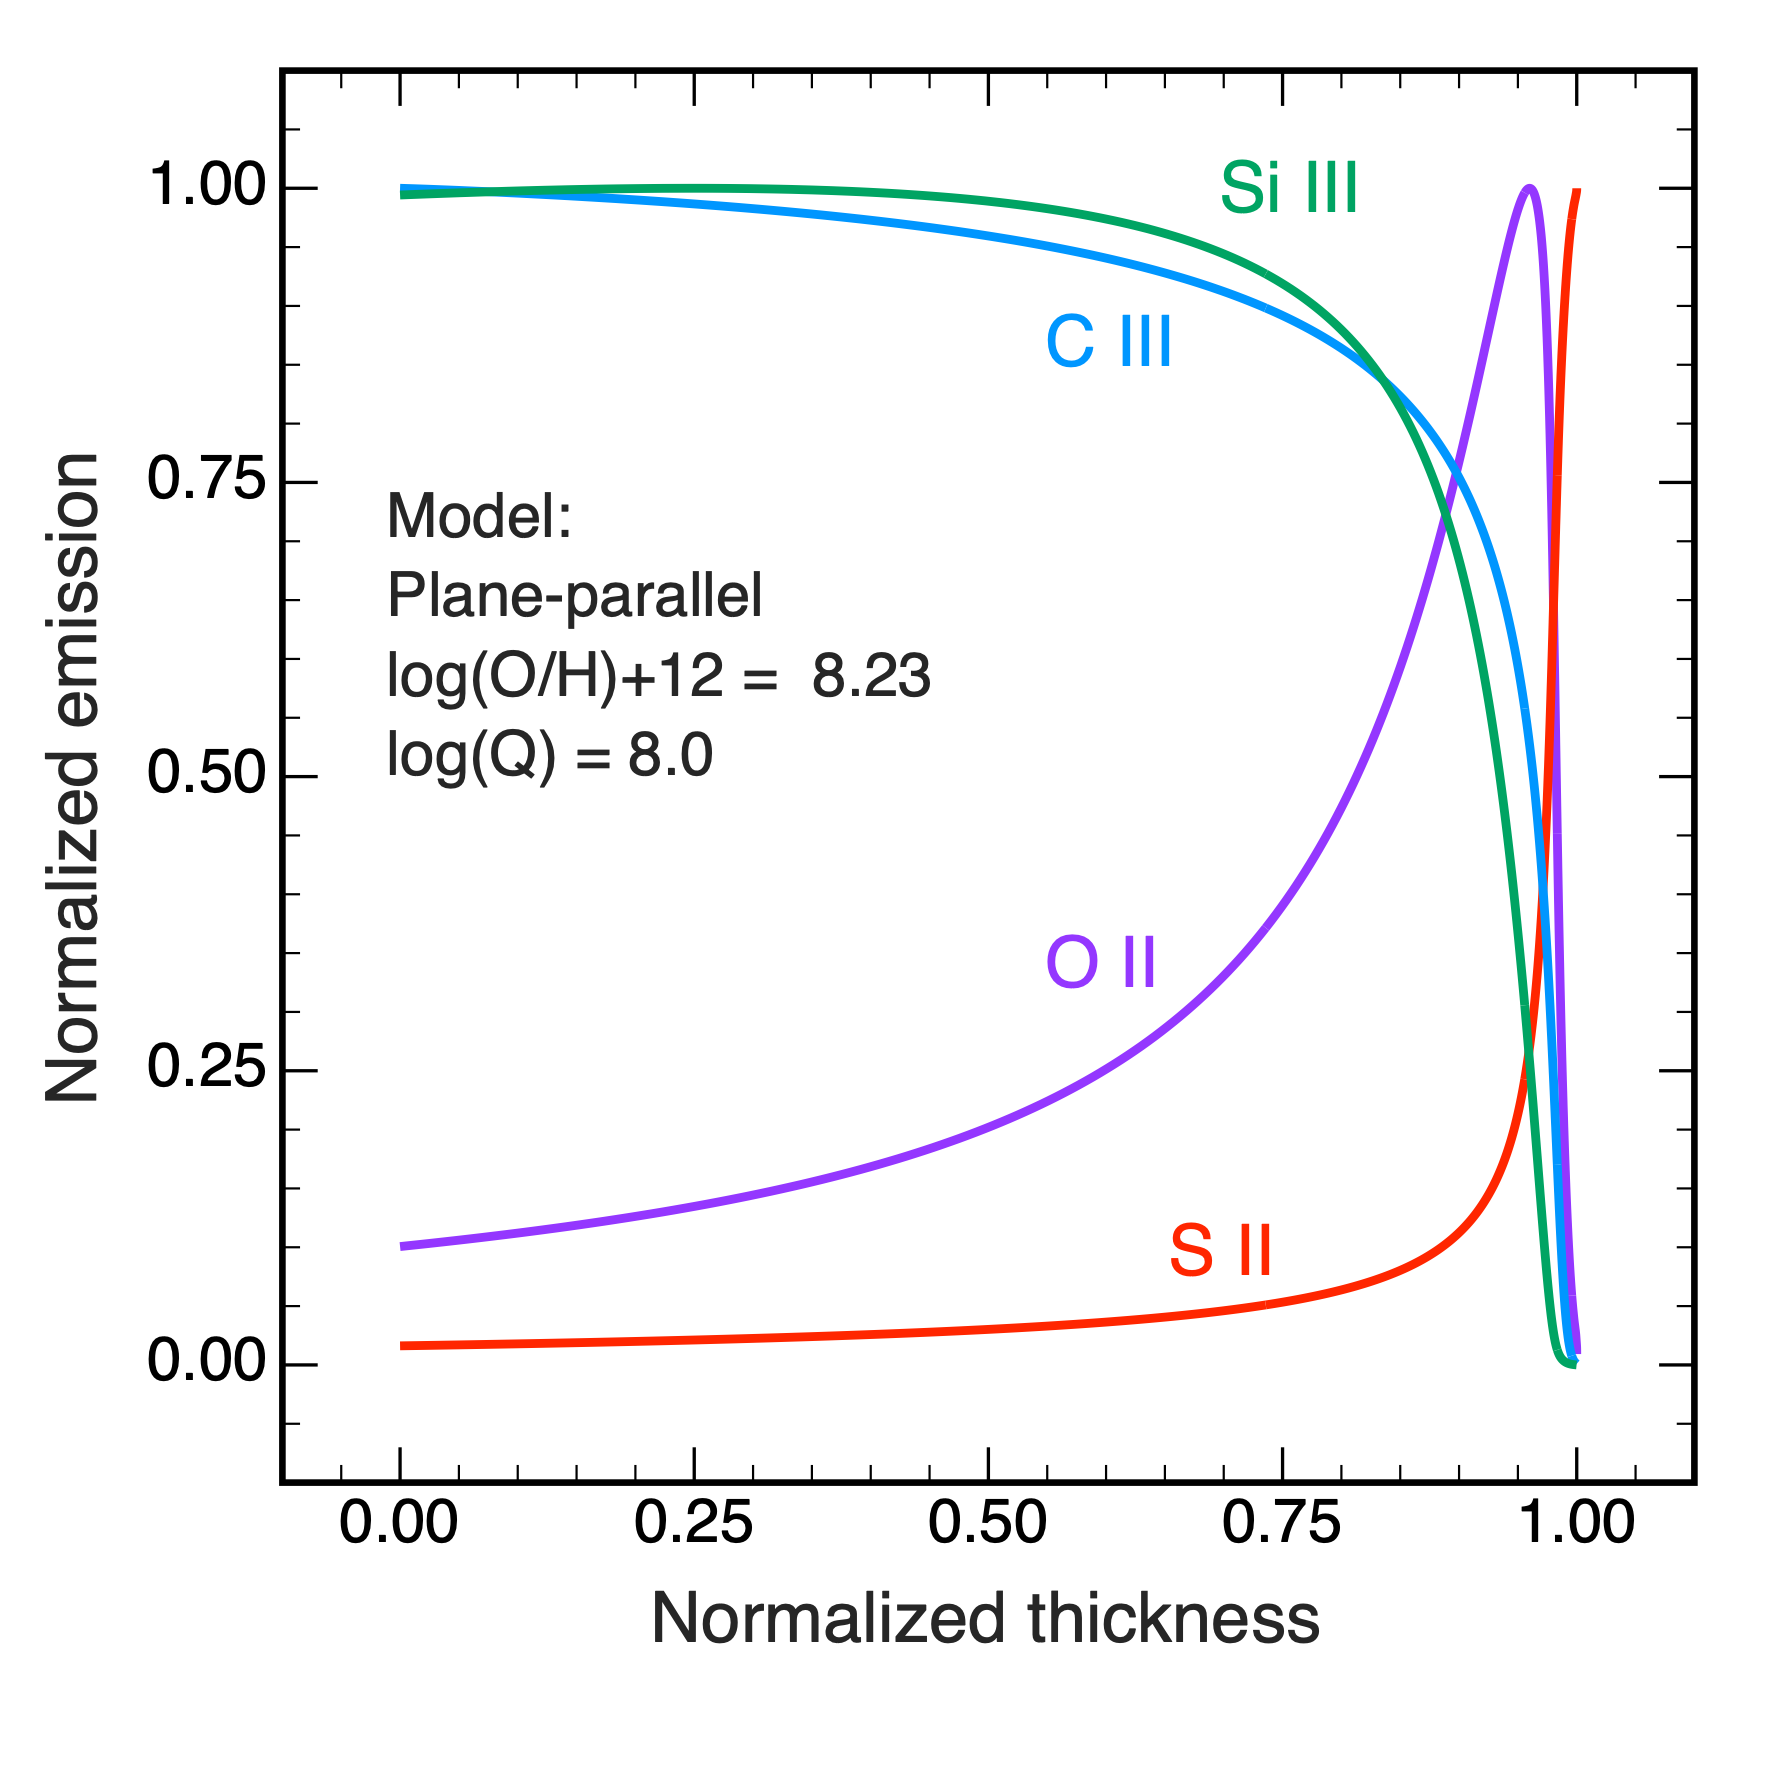 Si III
C III
Model:
Plane-parallel
log(O/H)+12 = 8.23
log(Q) = 8.0
O II
S II
1.00
0.75
0.50
0.25
0.00
Normalized emission
0.00 0.25 0.50 0.75 1.00
Normalized thickness